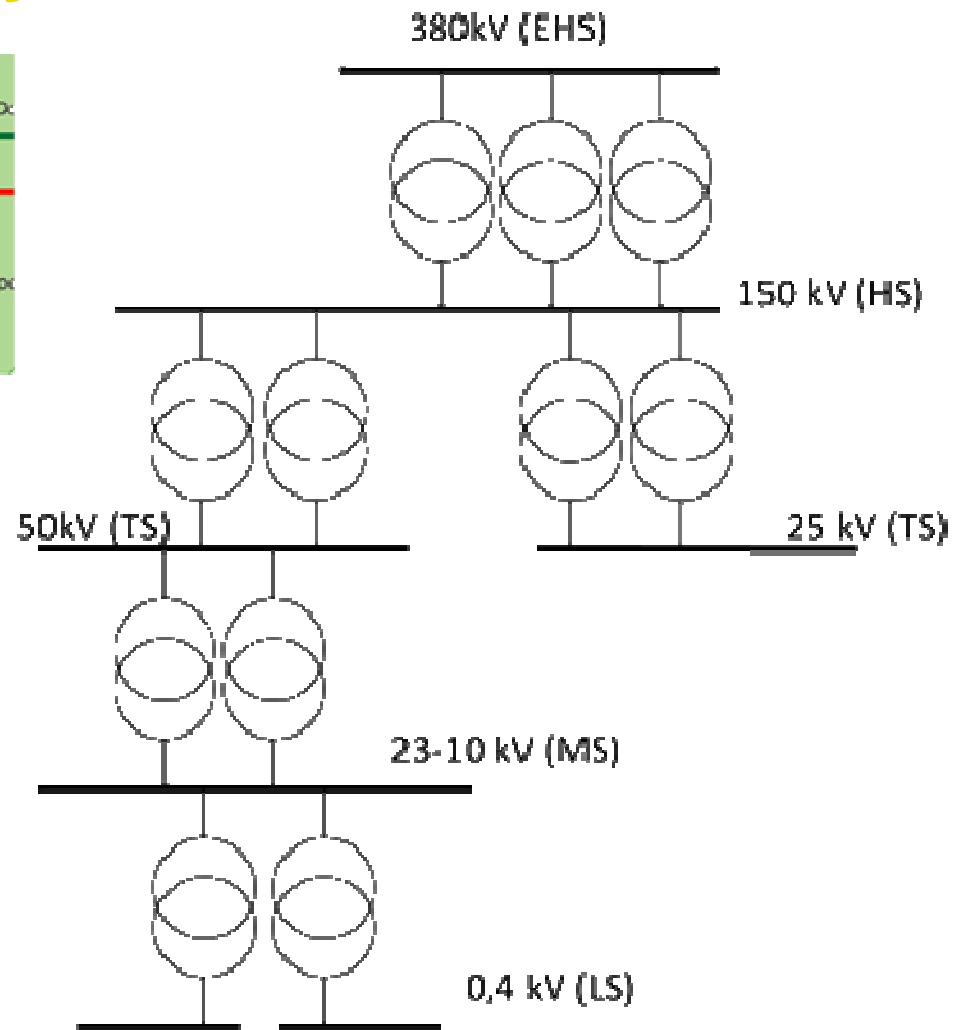 380kV (EHS)
150 kV (HS)
50kV (TS)
25 kV (TS)
23-10 kV (MS)
0,4 kV (LS)